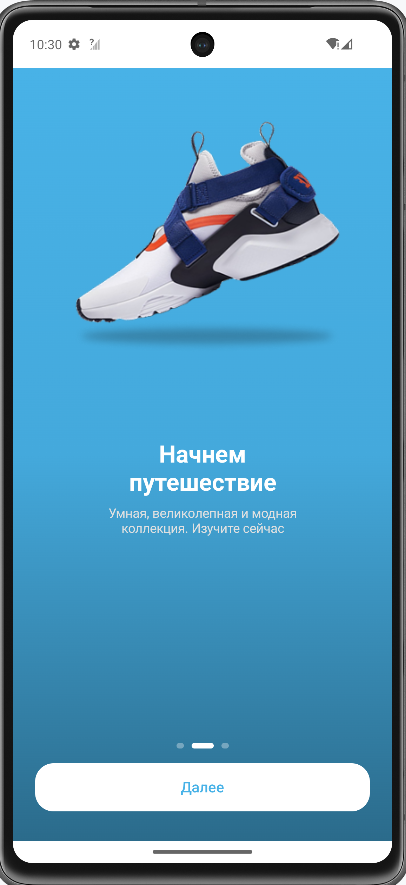 10:30
Начнем
путешествие
Умная, великолепная и модная
коллекция. Изучите сейчас
Далее